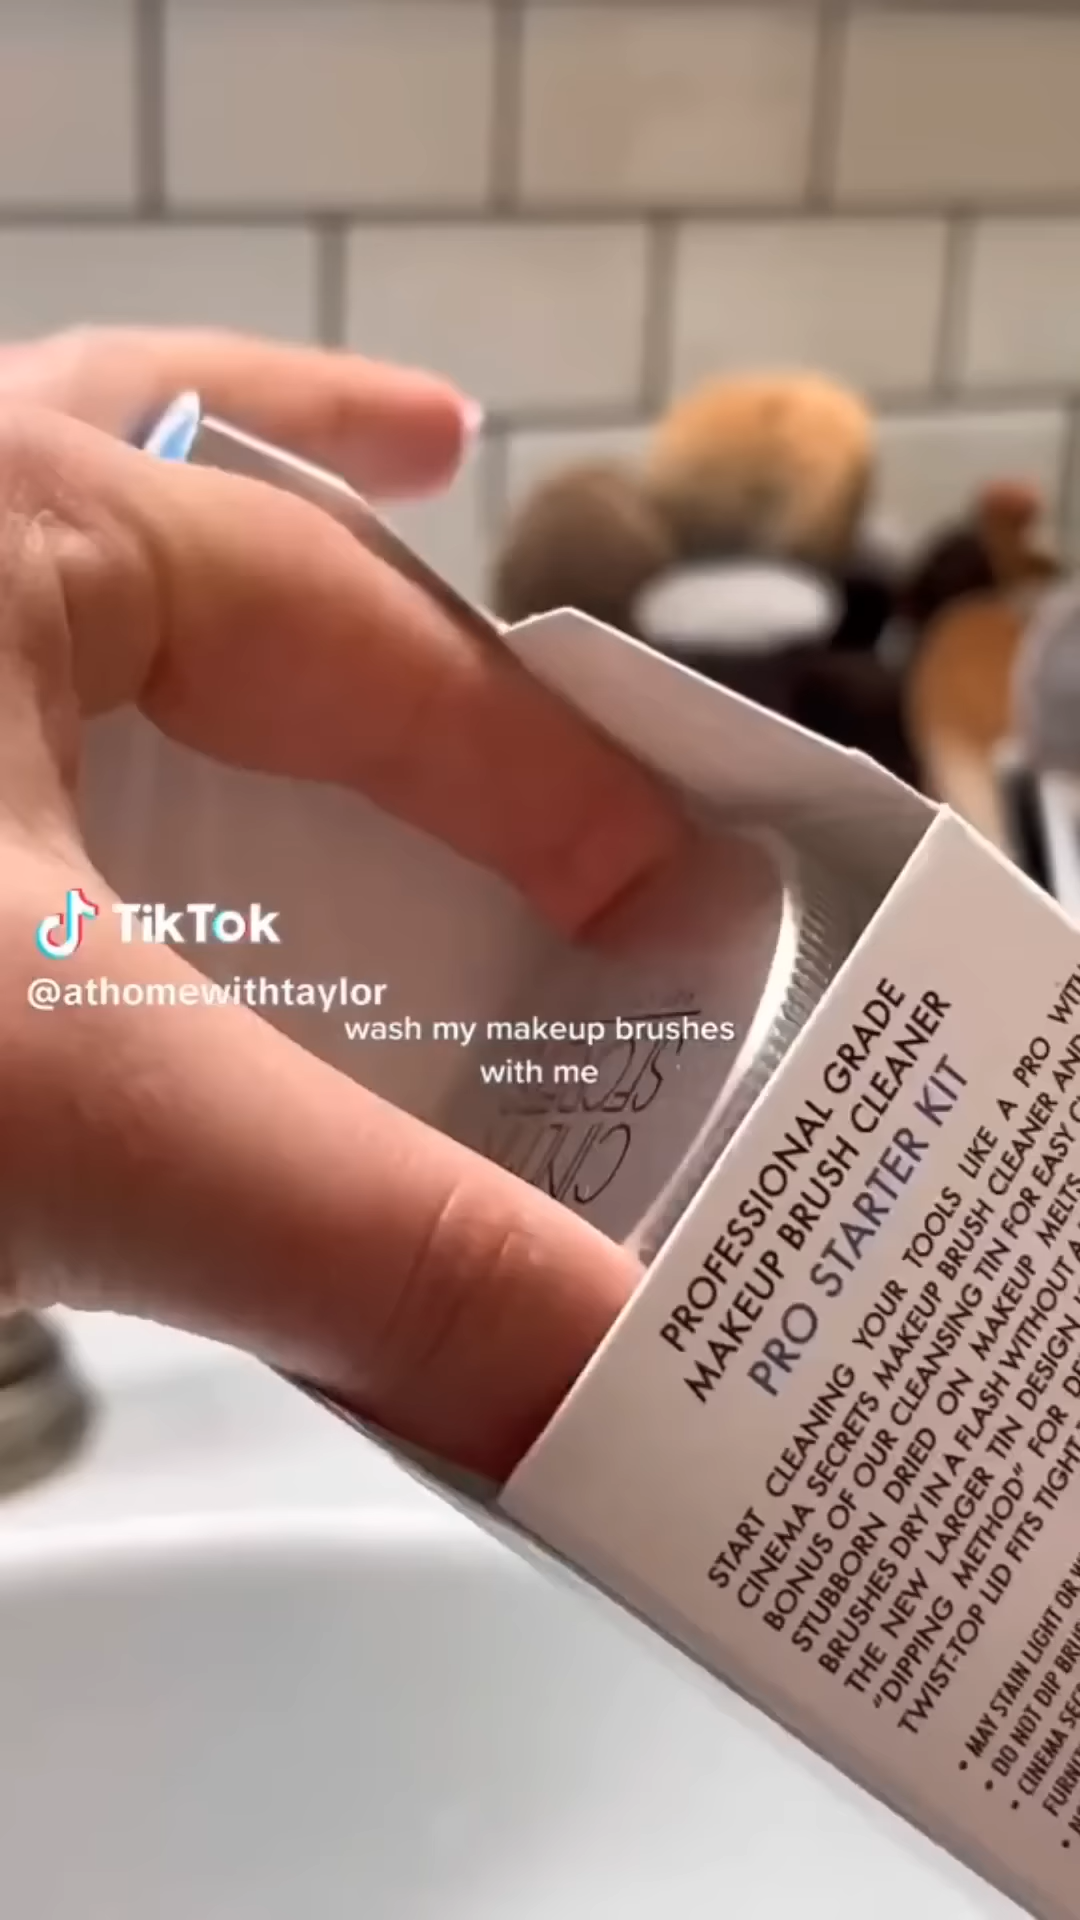 TikTok
@athomewithtaylor
wash my makeup brushes
with me
SECRE
CINEM
PROFESSIONAL GRADE
MAKEUP BRUSH CLEANER
PRO STARTER KIT
START CLEANING YOUR TOOLS LIKE A PRO WITH
CINEMA SECRETS MAKEUP BRUSH CLEANER AND
BONUS OF OUR CLEANSING TIN FOR EASY
STUBBORN DRIED ON MAKEUP MELTS
BRUSHES DRY IN A FLASH WITHOUT A
THE NEW LARGER TIN DESIGN
"DIPPING METHOD" FOR
TWIST-TOP LID FITS TIGHT
• MAY STAIN LIGHT OR
• DO NOT DIP
• CINEMA